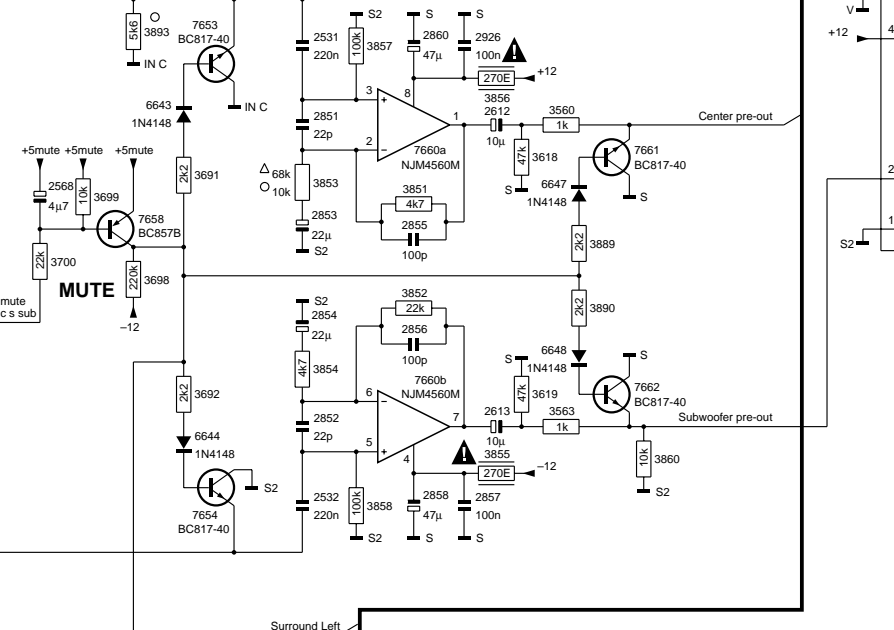 5k6
3893
IN C
7653
BC817-40
IN C
6643
1N4148
2k2
3691
+5mute
+5mute
+5mute
2568
4µ7
10k
3699
7658
BC857B
22k
3700
220k
3698
–12
MUTE
mute
c s sub
2k2
3692
6644
1N4148
S2
7654
BC817-40
2531
220n
S2
100k
3857
S
2860
47µ
S
2926
100n
270E
+12
3856
2851
22p
68k
10k
3853
2853
22µ
S2
3
+
2
–
8
1
7660a
NJM4560M
3851
4k7
2855
100p
2612
10µ
47k
3618
S
3560
1k
Center pre-out
7661
BC817-40
S
6647
1N4148
2k2
3889
2k2
3890
6648
1N4148
S
7662
BC817-40
S2
2854
22µ
4k7
3854
3852
22k
2856
100p
7660b
NJM4560M
6
–
5
+
7
4
2852
22p
2532
220n
100k
3858
S2
2858
47µ
S
2857
100n
S
2613
10µ
3855
270E
–12
S
47k
3619
3563
1k
Subwoofer pre-out
10k
3860
S2
V
+12
4
2
1
S2
Surround Left